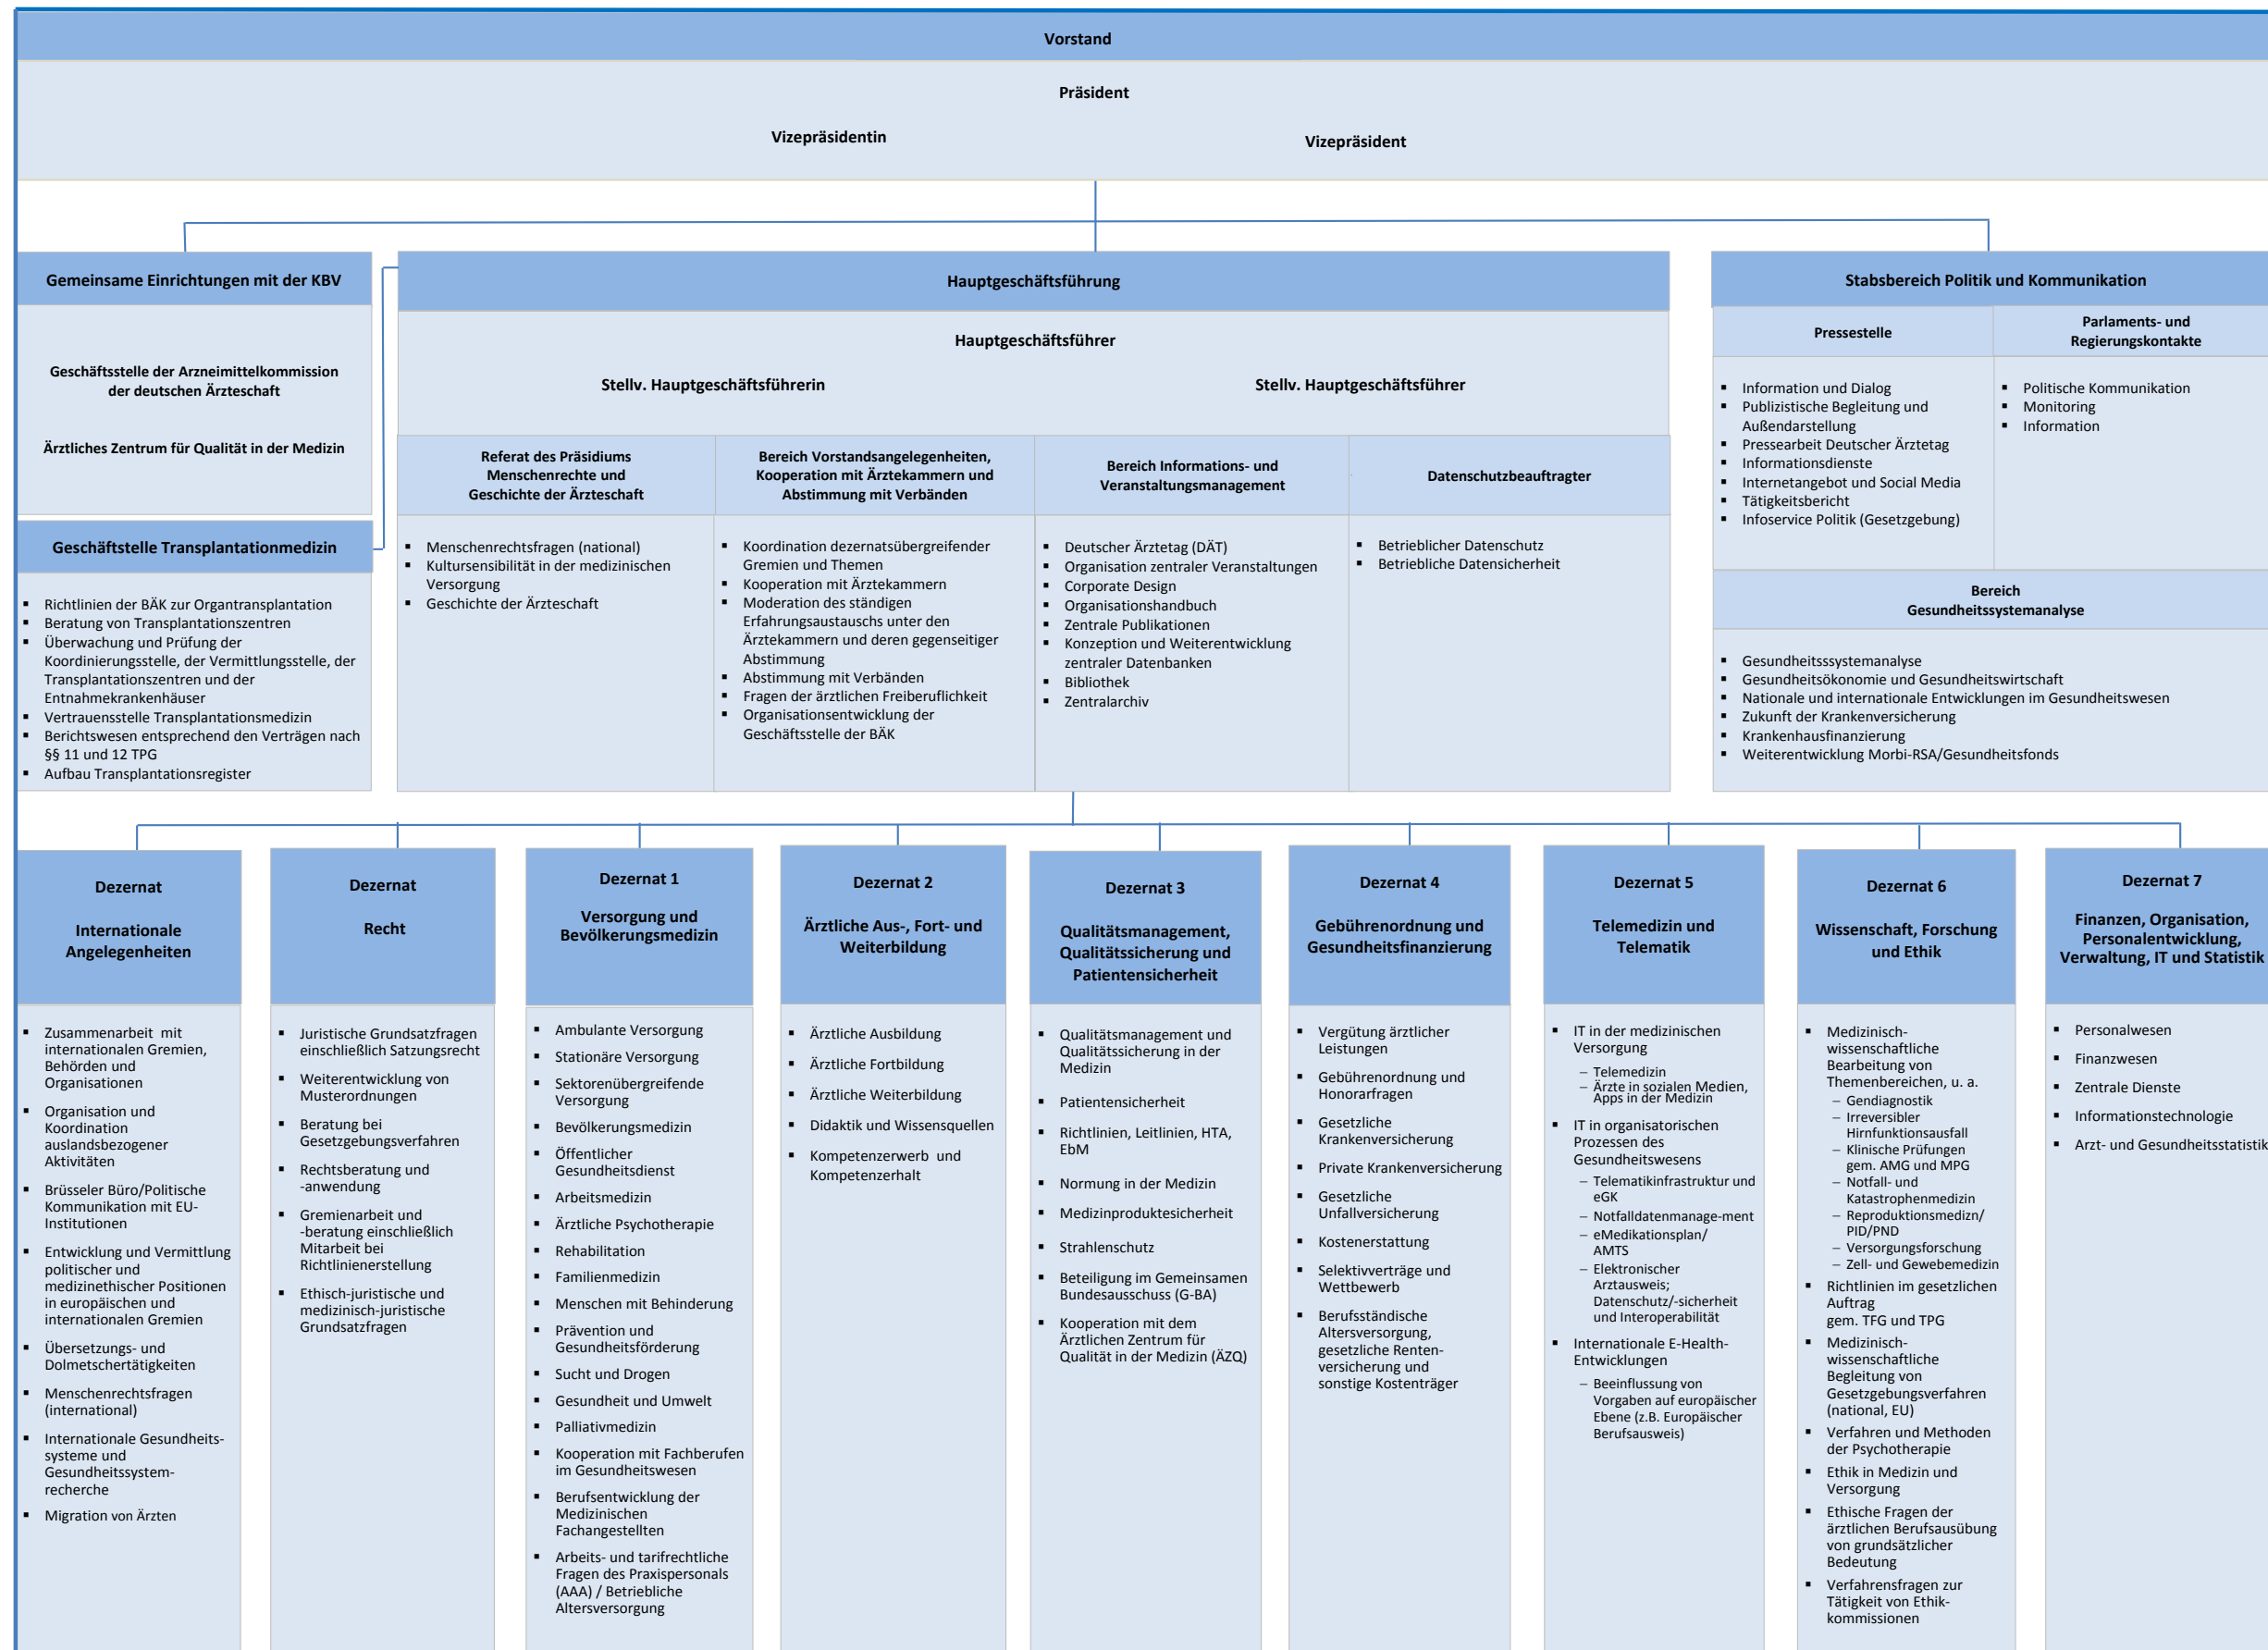 Vorstand
Präsident
Vizepräsidentin
Vizepräsident
Gemeinsame Einrichtungen mit der KBV
Geschäftsstelle der Arzneimittelkommission
der deutschen Ärzteschaft
Ärztliches Zentrum für Qualität in der Medizin
Geschäftstelle Transplantationmedizin
▪ Richtlinien der BÄK zur Organtransplantation
▪ Beratung von Transplantationszentren
▪ Überwachung und Prüfung der
Koordinierungsstelle, der Vermittlungsstelle, der
Transplantationszentren und der
Entnahmekrankenhäuser
▪ Vertrauensstelle Transplantationsmedizin
▪ Berichtswesen entsprechend den Verträgen nach
§§ 11 und 12 TPG
▪ Aufbau Transplantationsregister
Hauptgeschäftsführung
Hauptgeschäftsführer
Stellv. Hauptgeschäftsführerin
Stellv. Hauptgeschäftsführer
Referat des Präsidiums
Menschenrechte und
Geschichte der Ärzteschaft
▪ Menschenrechtsfragen (national)
▪ Kultursensibilität in der medizinischen
Versorgung
▪ Geschichte der Ärzteschaft
Bereich Vorstandsangelegenheiten,
Kooperation mit Ärztekammern und
Abstimmung mit Verbänden
▪ Koordination dezernatsübergreifender
Gremien und Themen
▪ Kooperation mit Ärztekammern
▪ Moderation des ständigen
Erfahrungsaustauschs unter den
Ärztekammern und deren gegenseitiger
Abstimmung
▪ Abstimmung mit Verbänden
▪ Fragen der ärztlichen Freiberuflichkeit
▪ Organisationsentwicklung der
Geschäftsstelle der BÄK
Bereich Informations- und
Veranstaltungsmanagement
▪ Deutscher Ärztetag (DÄT)
▪ Organisation zentraler Veranstaltungen
▪ Corporate Design
▪ Organisationshandbuch
▪ Zentrale Publikationen
▪ Konzeption und Weiterentwicklung
zentraler Datenbanken
▪ Bibliothek
▪ Zentralarchiv
Datenschutzbeauftragter
▪ Betrieblicher Datenschutz
▪ Betriebliche Datensicherheit
Stabsbereich Politik und Kommunikation
Pressestelle
▪ Information und Dialog
▪ Publizistische Begleitung und
Außendarstellung
▪ Pressearbeit Deutscher Ärztetag
▪ Informationsdienste
▪ Internetangebot und Social Media
▪ Tätigkeitsbericht
▪ Infoservice Politik (Gesetzgebung)
Parlaments- und
Regierungskontakte
▪ Politische Kommunikation
▪ Monitoring
▪ Information
Bereich
Gesundheitssystemanalyse
▪ Gesundheitsssystemanalyse
▪ Gesundheitsökonomie und Gesundheitswirtschaft
▪ Nationale und internationale Entwicklungen im Gesundheitswesen
▪ Zukunft der Krankenversicherung
▪ Krankenhausfinanzierung
▪ Weiterentwicklung Morbi-RSA/Gesundheitsfonds
Dezernat
Internationale
Angelegenheiten
▪ Zusammenarbeit mit
internationalen Gremien,
Behörden und
Organisationen
▪ Organisation und
Koordination
auslandsbezogener
Aktivitäten
▪ Brüsseler Büro/Politische
Kommunikation mit EU-
Institutionen
▪ Entwicklung und Vermittlung
politischer und
medizinethischer Positionen
in europäischen und
internationalen Gremien
▪ Übersetzungs- und
Dolmetschertätigkeiten
▪ Menschenrechtsfragen
(international)
▪ Internationale Gesundheits-
systeme und
Gesundheitssystem-
recherche
▪ Migration von Ärzten
Dezernat
Recht
▪ Juristische Grundsatzfragen
einschließlich Satzungsrecht
▪ Weiterentwicklung von
Musterordnungen
▪ Beratung bei
Gesetzgebungsverfahren
▪ Rechtsberatung und
-anwendung
▪ Gremienarbeit und
-beratung einschließlich
Mitarbeit bei
Richtlinienerstellung
▪ Ethisch-juristische und
medizinisch-juristische
Grundsatzfragen
Dezernat 1
Versorgung und
Bevölkerungsmedizin
▪ Ambulante Versorgung
▪ Stationäre Versorgung
▪ Sektorenübergreifende
Versorgung
▪ Bevölkerungsmedizin
▪ Öffentlicher
Gesundheitsdienst
▪ Arbeitsmedizin
▪ Ärztliche Psychotherapie
▪ Rehabilitation
▪ Familienmedizin
▪ Menschen mit Behinderung
▪ Prävention und
Gesundheitsförderung
▪ Sucht und Drogen
▪ Gesundheit und Umwelt
▪ Palliativmedizin
▪ Kooperation mit Fachberufen
im Gesundheitswesen
▪ Berufsentwicklung der
Medizinischen
Fachangestellten
▪ Arbeits- und tarifrechtliche
Fragen des Praxispersonals
(AAA) / Betriebliche
Altersversorgung
Dezernat 2
Ärztliche Aus-, Fort- und
Weiterbildung
▪ Ärztliche Ausbildung
▪ Ärztliche Fortbildung
▪ Ärztliche Weiterbildung
▪ Didaktik und Wissensquellen
▪ Kompetenzerwerb und
Kompetenzerhalt
Dezernat 3
Qualitätsmanagement,
Qualitätssicherung und
Patientensicherheit
▪ Qualitätsmanagement und
Qualitätssicherung in der
Medizin
▪ Patientensicherheit
▪ Richtlinien, Leitlinien, HTA,
EbM
▪ Normung in der Medizin
▪ Medizinproduktesicherheit
▪ Strahlenschutz
▪ Beteiligung im Gemeinsamen
Bundesausschuss (G-BA)
▪ Kooperation mit dem
Ärztlichen Zentrum für
Qualität in der Medizin (ÄZQ)
Dezernat 4
Gebührenordnung und
Gesundheitsfinanzierung
▪ Vergütung ärztlicher
Leistungen
▪ Gebührenordnung und
Honorarfragen
▪ Gesetzliche
Krankenversicherung
▪ Private Krankenversicherung
▪ Gesetzliche
Unfallversicherung
▪ Kostenerstattung
▪ Selektivverträge und
Wettbewerb
▪ Berufsständische
Altersversorgung,
gesetzliche Renten-
versicherung und
sonstige Kostenträger
Dezernat 5
Telemedizin und
Telematik
▪ IT in der medizinischen
Versorgung
– Telemedizin
– Ärzte in sozialen Medien,
Apps in der Medizin
▪ IT in organisatorischen
Prozessen des
Gesundheitswesens
– Telematikinfrastruktur und
eGK
– Notfalldatenmanage-ment
– eMedikationsplan/
AMTS
– Elektronischer
Arztausweis;
Datenschutz/-sicherheit
und Interoperabilität
▪ Internationale E-Health-
Entwicklungen
– Beeinflussung von
Vorgaben auf europäischer
Ebene (z.B. Europäischer
Berufsausweis)
Dezernat 6
Wissenschaft, Forschung
und Ethik
▪ Medizinisch-
wissenschaftliche
Bearbeitung von
Themenbereichen, u. a.
– Gendiagnostik
– Irreversibler
Hirnfunktionsausfall
– Klinische Prüfungen
gem. AMG und MPG
– Notfall- und
Katastrophenmedizin
– Reproduktionsmedizn/
PID/PND
– Versorgungsforschung
– Zell- und Gewebemedizin
▪ Richtlinien im gesetzlichen
Auftrag
gem. TFG und TPG
▪ Medizinisch-
wissenschaftliche
Begleitung von
Gesetzgebungsverfahren
(national, EU)
▪ Verfahren und Methoden
der Psychotherapie
▪ Ethik in Medizin und
Versorgung
▪ Ethische Fragen der
ärztlichen Berufsausübung
von grundsätzlicher
Bedeutung
▪ Verfahrensfragen zur
Tätigkeit von Ethik-
kommissionen
Dezernat 7
Finanzen, Organisation,
Personalentwicklung,
Verwaltung, IT und Statistik
▪ Personalwesen
▪ Finanzwesen
▪ Zentrale Dienste
▪ Informationstechnologie
▪ Arzt- und Gesundheitsstatistik